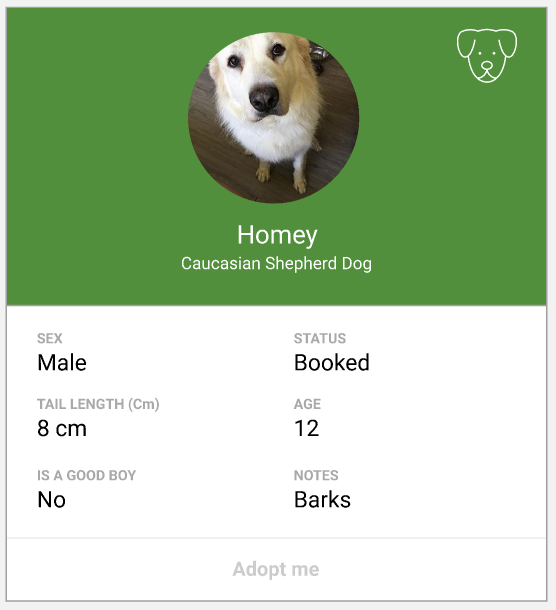 Homey
Caucasian Shepherd Dog
SEX
Male
STATUS
Booked
TAIL LENGTH (Cm)
8 cm
AGE
12
IS A GOOD BOY
No
NOTES
Barks
Adopt me